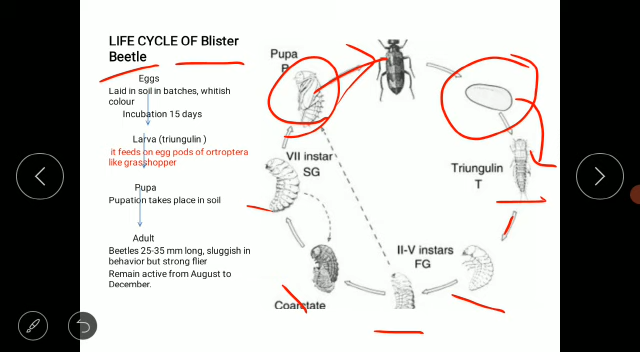 LIFE CYCLE OF Blister
Beetle
Eggs
Laid in soil in batches, whitish
colour
Incubation 15 days
Larva (triungulin )
it feeds on egg pods of ortroptera
like grasshopper
Pupa
Pupation takes place in soil
Adult
Beetles 25-35 mm long, sluggish in
behavior but strong flier
Remain active from August to
December.
Pupa
P
Triungulin
T
VII instar
SG
II-V instars
FG
Coarctate